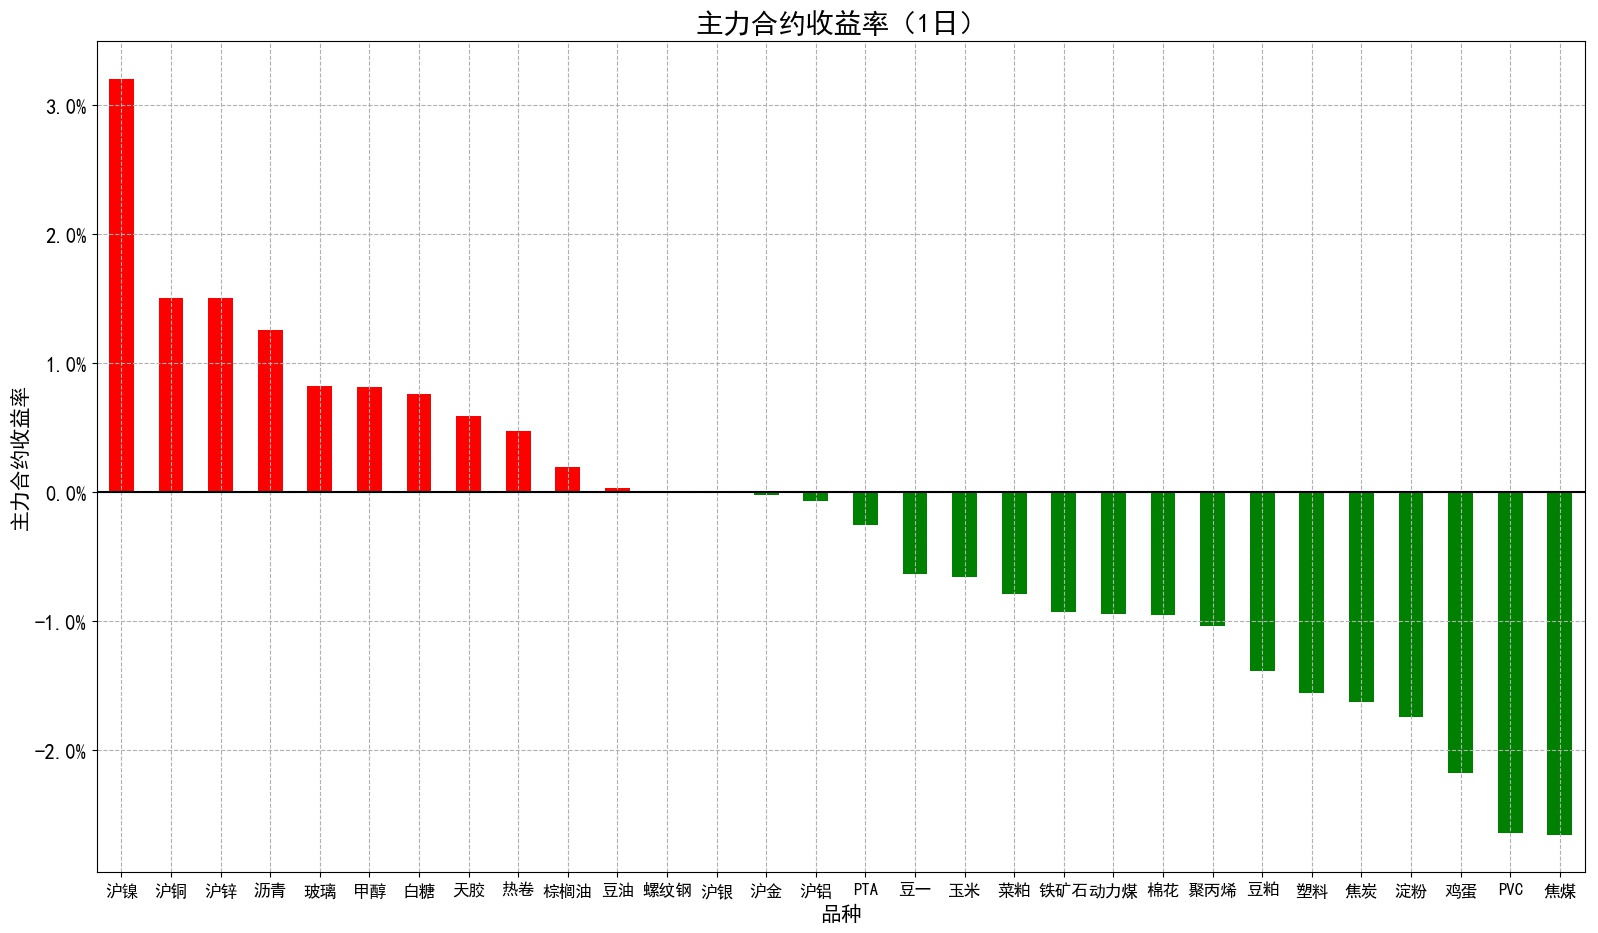 主力合约收益率（1日）
主力合约收益率
3.0%
2.0%
1.0%
0.0%
−1.0%
−2.0%
沪镍 沪铜 沪锌 沥青 玻璃 甲醇 白糖 天胶 热卷 棕榈油 豆油 螺纹钢 沪银 沪金 沪铝 PTA 豆一 玉米 菜粕 铁矿石 动力煤 棉花 聚丙烯 豆粕 塑料 焦炭 淀粉 鸡蛋 PVC 焦煤
品种